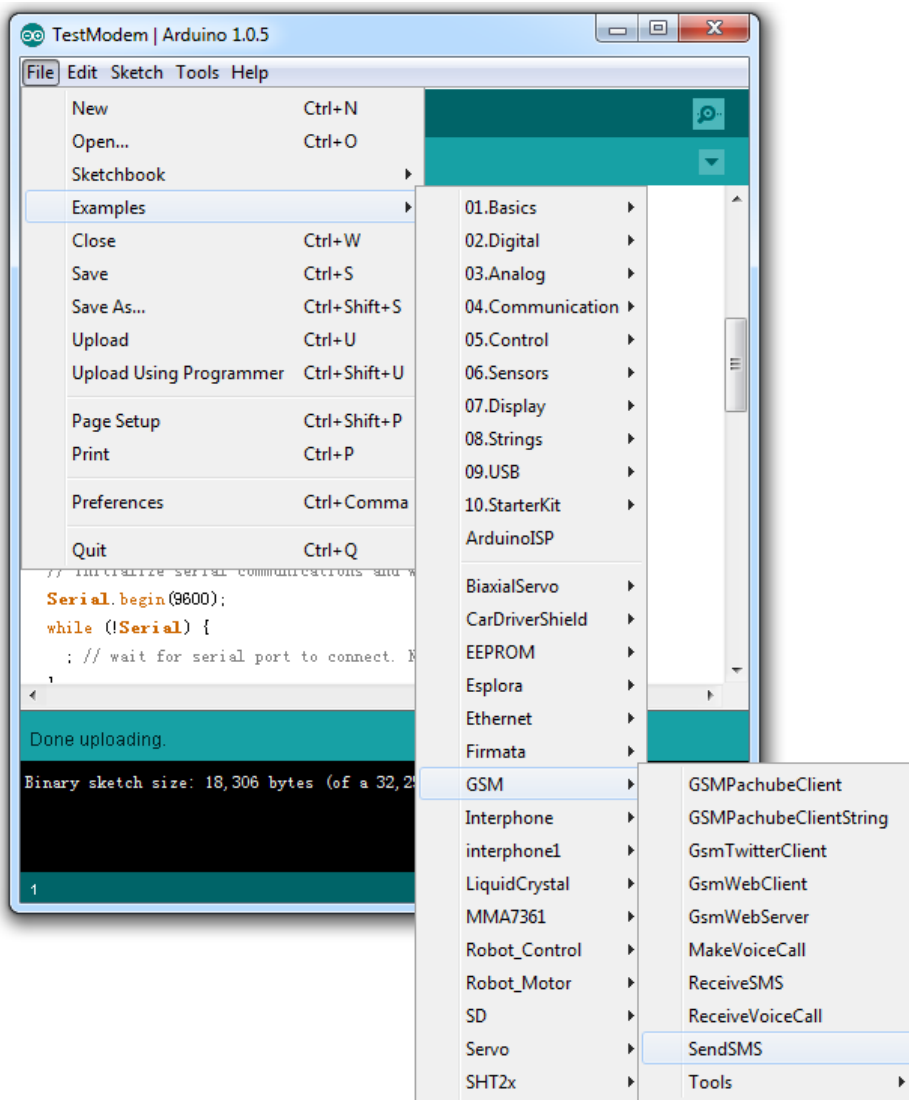 TestModem | Arduino 1.0.5
File Edit Sketch Tools Help
New Ctrl+N
Open... Ctrl+O
Sketchbook
Examples
Close Ctrl+W
Save Ctrl+S
Save As... Ctrl+Shift+S
Upload Ctrl+U
Upload Using Programmer Ctrl+Shift+U
Page Setup Ctrl+Shift+P
Print Ctrl+P
Preferences Ctrl+Comma
Quit Ctrl+Q
01.Basics
02.Digital
03.Analog
04.Communication
05.Control
06.Sensors
07.Display
08.Strings
09.USB
10.StarterKit
ArduinoISP
BiaxialServo
CarDriverShield
EEPROM
Esplora
Ethernet
Firmata
GSM
Interphone
interphone1
LiquidCrystal
MMA7361
Robot_Control
Robot_Motor
SD
Servo
SHT2x
GSMPachubeClient
GSMPachubeClientString
GsmTwitterClient
GsmWebClient
GsmWebServer
MakeVoiceCall
ReceiveSMS
ReceiveVoiceCall
SendSMS
Tools
// initialize serial communications and
Serial.begin(9600);
while (!Serial) {
; // wait for serial port to connect.
}
Done uploading.
Binary sketch size: 18,306 bytes (of a 32,2
1